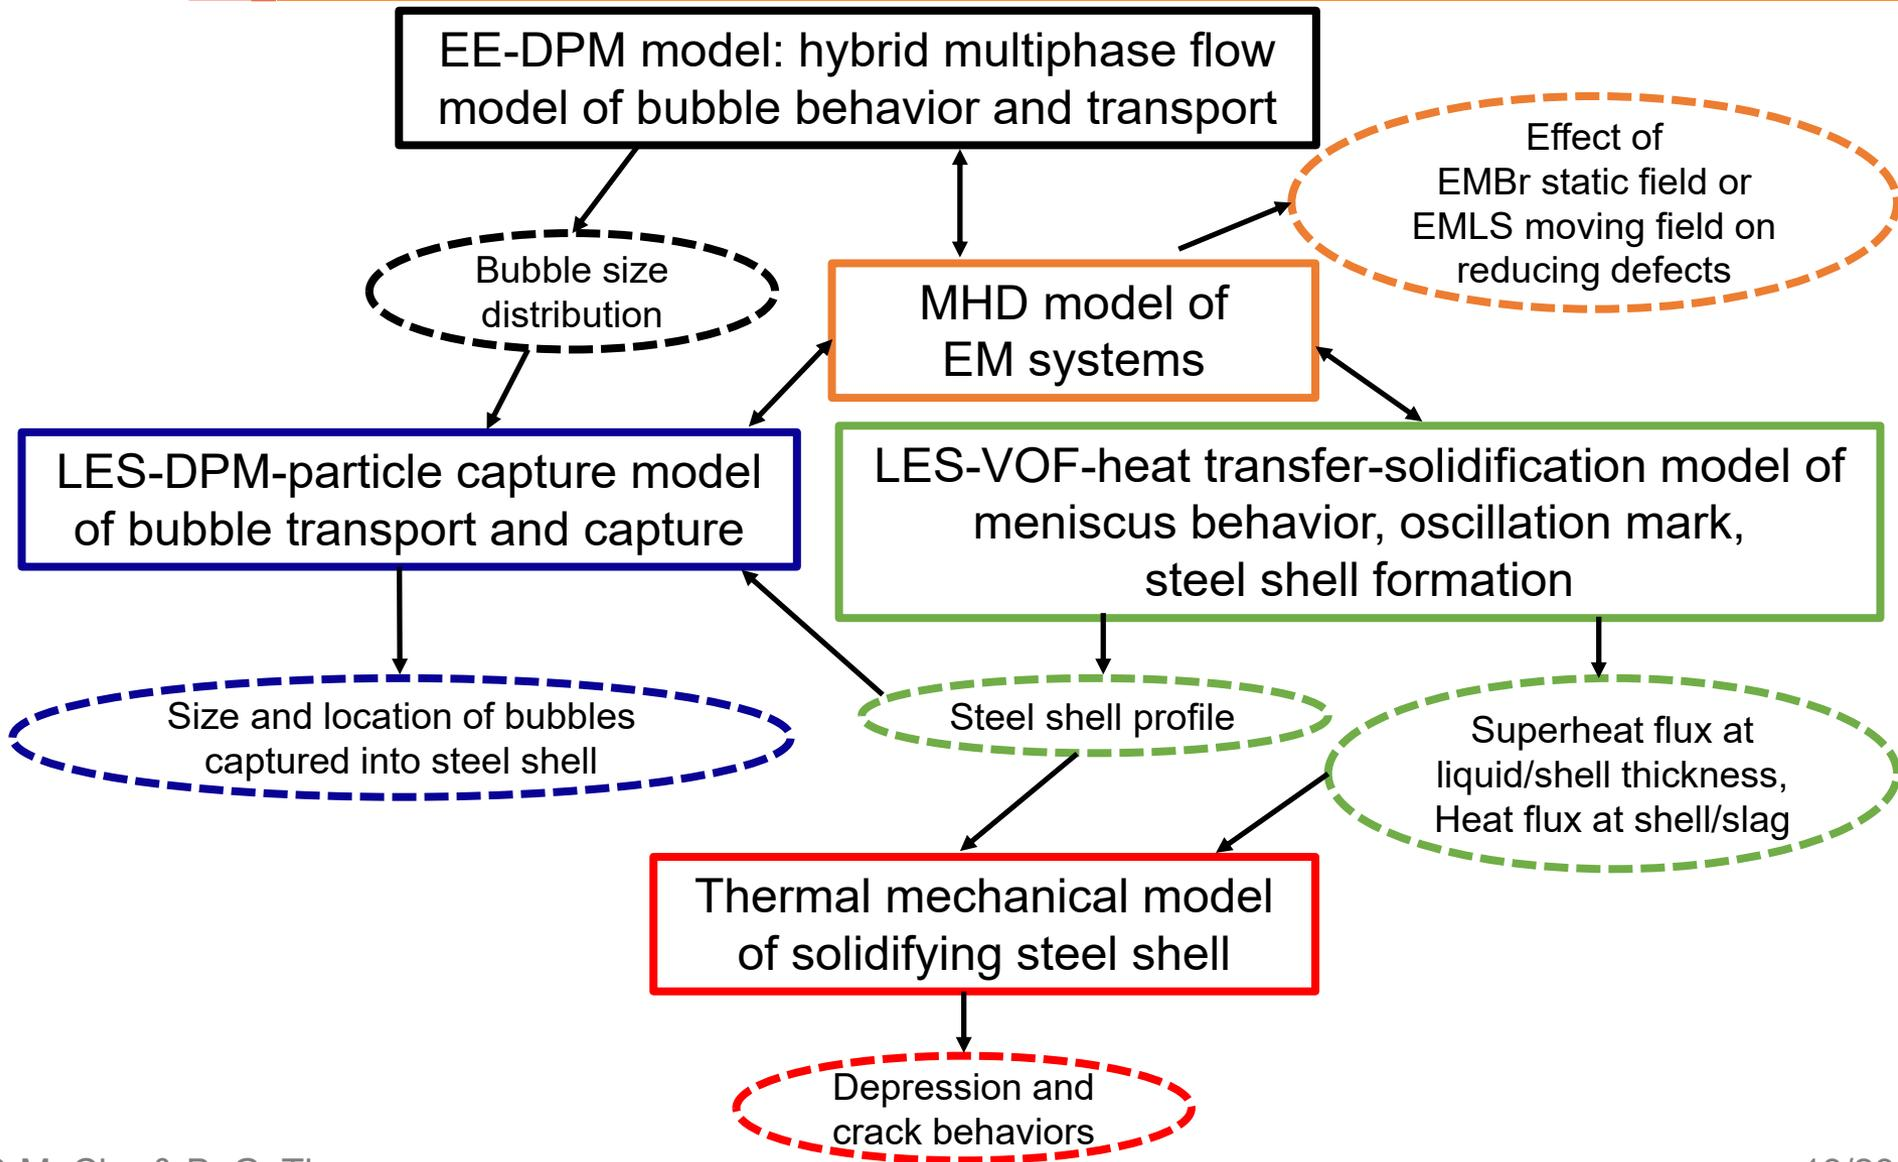 EE-DPM model: hybrid multiphase flow
model of bubble behavior and transport
Effect of
EMBr static field or
EMLS moving field on
reducing defects
Bubble size
distribution
MHD model of
EM systems
LES-DPM-particle capture model
of bubble transport and capture
LES-VOF-heat transfer-solidification model of
meniscus behavior, oscillation mark,
steel shell formation
Size and location of bubbles
captured into steel shell
Steel shell profile
Superheat flux at
liquid/shell thickness,
Heat flux at shell/slag
Thermal mechanical model
of solidifying steel shell
Depression and
crack behaviors